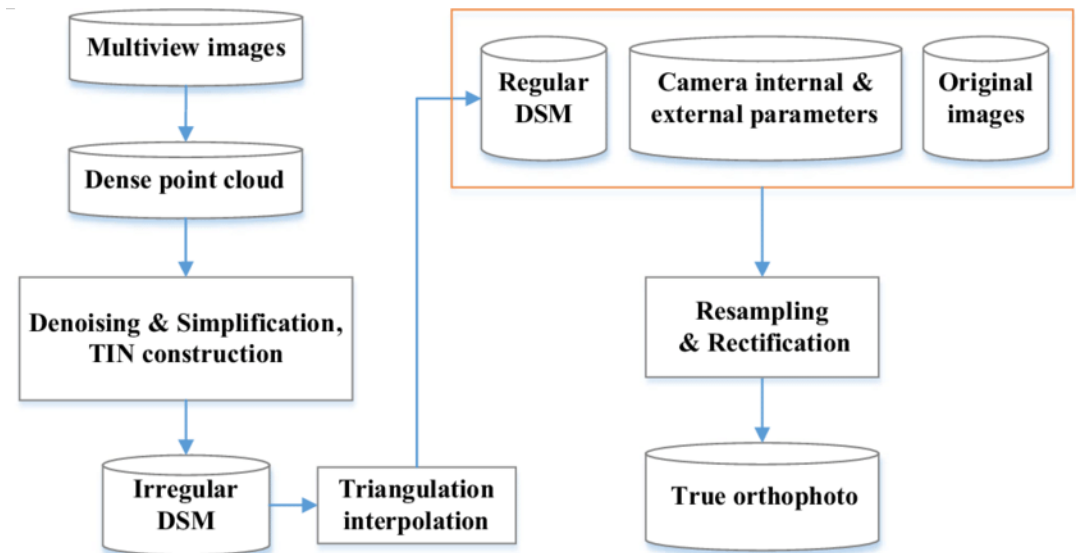 Multiview images
Dense point cloud
Denoising & Simplification,
TIN construction
Irregular
DSM
Triangulation
interpolation
Regular
DSM
Camera internal &
external parameters
Original
images
Resampling
& Rectification
True orthophoto